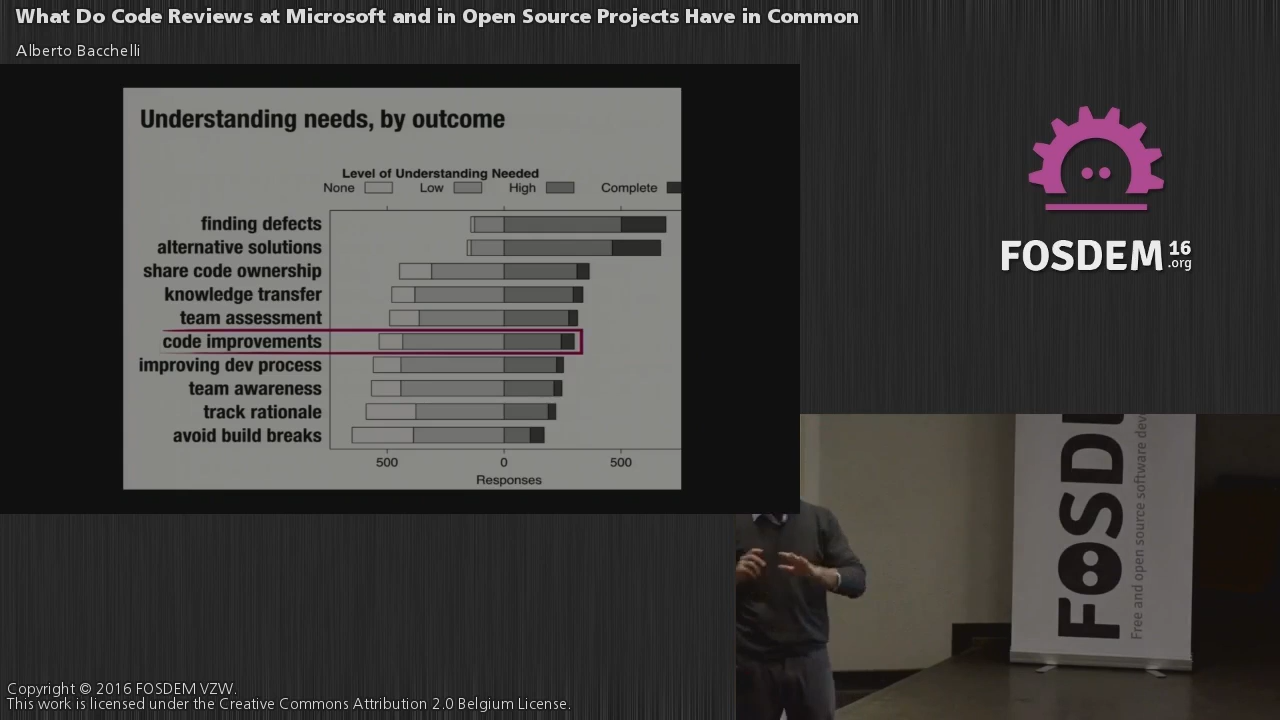 What Do Code Reviews at Microsoft and in Open Source Projects Have in Common
Alberto Bacchelli
Understanding needs, by outcome
Level of Understanding Needed
None Low High Complete
finding defects
alternative solutions
share code ownership
knowledge transfer
team assessment
code improvements
improving dev process
team awareness
track rationale
avoid build breaks
500 0 500
Responses
FOSDEM 16 .org
FOSDE
Free and open source software dev
Copyright © 2016 FOSDEM VZW.
This work is licensed under the Creative Commons Attribution 2.0 Belgium License.